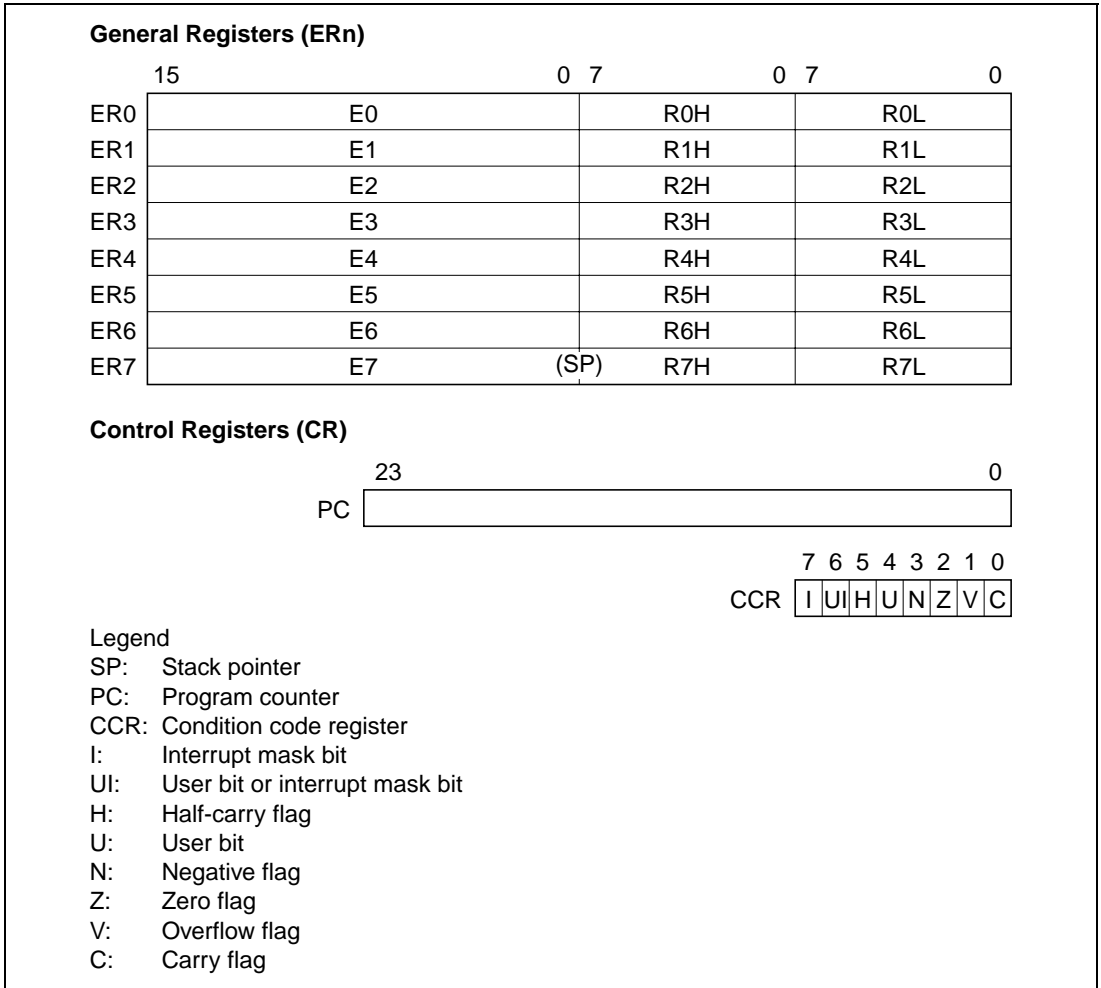 General Registers (ERn)
15 0 7 0 7 0
ER0 E0 R0H R0L
ER1 E1 R1H R1L
ER2 E2 R2H R2L
ER3 E3 R3H R3L
ER4 E4 R4H R4L
ER5 E5 R5H R5L
ER6 E6 R6H R6L
ER7 E7 (SP) R7H R7L
Control Registers (CR)
23 0
PC
7 6 5 4 3 2 1 0
CCR I UI H U N Z V C
Legend
SP: Stack pointer
PC: Program counter
CCR: Condition code register
I: Interrupt mask bit
UI: User bit or interrupt mask bit
H: Half-carry flag
U: User bit
N: Negative flag
Z: Zero flag
V: Overflow flag
C: Carry flag